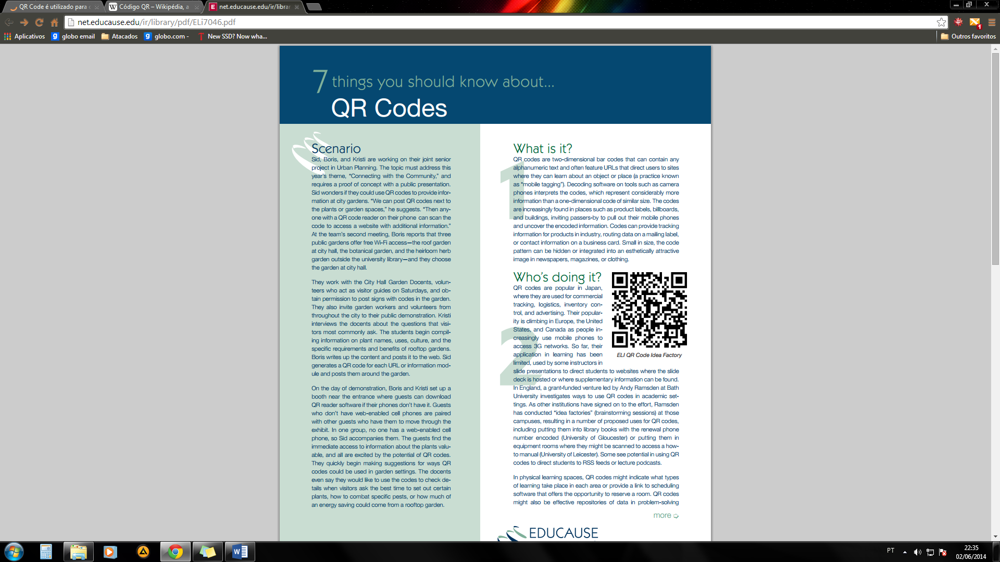 QR Code é utilizado para
Código QR – Wikipédia, a
net.educause.edu/ir/librar
net.educause.edu/ir/library/pdf/ELi7046.pdf
1
Aplicativos
globo email
Atacados
globo.com -
New SSD? Now wha...
Outros favoritos
7 things you should know about...
QR Codes
Scenario
Sid, Boris, and Kristi are working on their joint senior
project in Urban Planning. The topic must address this
year's theme, “Connecting with the Community,” and
requires a proof of concept with a public presentation.
Sid wonders if they could use QR codes to provide infor-
mation at city gardens. “We can post QR codes next to
the plants or garden spaces,” he suggests. “Then any-
one with a QR code reader on their phone can scan the
code to access a website with additional information.”
At the team's second meeting, Boris reports that three
public gardens offer free Wi-Fi access—the roof garden
at city hall, the botanical garden, and the heirloom herb
garden outside the university library—and they choose
the garden at city hall.
They work with the City Hall Garden Docents, volun-
teers who act as visitor guides on Saturdays, and ob-
tain permission to post signs with codes in the garden.
They also invite garden workers and volunteers from
throughout the city to their public demonstration. Kristi
interviews the docents about the questions that visi-
tors most commonly ask. The students begin compil-
ing information on plant names, uses, culture, and the
specific requirements and benefits of rooftop gardens.
Boris writes up the content and posts it to the web. Sid
generates a QR code for each URL or information mod-
ule and posts them around the garden.
On the day of demonstration, Boris and Kristi set up a
booth near the entrance where guests can download
QR reader software if their phones don't have it. Guests
who don't have web-enabled cell phones are paired
with other guests who have them to move through the
exhibit. In one group, no one has a web-enabled cell
phone, so Sid accompanies them. The guests find the
immediate access to information about the plants valu-
able, and all are excited by the potential of QR codes.
They quickly begin making suggestions for ways QR
codes could be used in garden settings. The docents
even say they would like to use the codes to check de-
tails when visitors ask the best time to set out certain
plants, how to combat specific pests, or how much of
an energy saving could come from a rooftop garden.
1
What is it?
QR codes are two-dimensional bar codes that can contain any
alphanumeric text and often feature URLs that direct users to sites
where they can learn about an object or place (a practice known
as “mobile tagging”). Decoding software on tools such as camera
phones interprets the codes, which represent considerably more
information than a one-dimensional code of similar size. The codes
are increasingly found in places such as product labels, billboards,
and buildings, inviting passers-by to pull out their mobile phones
and uncover the encoded information. Codes can provide tracking
information for products in industry, routing data on a mailing label,
or contact information on a business card. Small in size, the code
pattern can be hidden or integrated into an esthetically attractive
image in newspapers, magazines, or clothing.
2
Who's doing it?
QR codes are popular in Japan,
where they are used for commercial
tracking, logistics, inventory con-
trol, and advertising. Their popular-
ity is climbing in Europe, the United
States, and Canada as people in-
creasingly use mobile phones to
access 3G networks. So far, their
application in learning has been
limited, used by some instructors in
slide presentations to direct students to websites where the slide
deck is hosted or where supplementary information can be found.
In England, a grant-funded venture led by Andy Ramsden at Bath
University investigates ways to use QR codes in academic set-
tings. As other institutions have signed on to the effort, Ramsden
has conducted “idea factories” (brainstorming sessions) at those
campuses, resulting in a number of proposed uses for QR codes,
including putting them into library books with the renewal phone
number encoded (University of Gloucester) or putting them in
equipment rooms where they might be scanned to access a how-
to manual (University of Leicester). Some see potential in using QR
codes to direct students to RSS feeds or lecture podcasts.
ELI QR Code Idea Factory
In physical learning spaces, QR codes might indicate what types
of learning take place in each area or provide a link to scheduling
software that offers the opportunity to reserve a room. QR codes
might also be effective repositories of data in problem-solving
more
EDUCAUSE
PT
22:35
02/06/2014